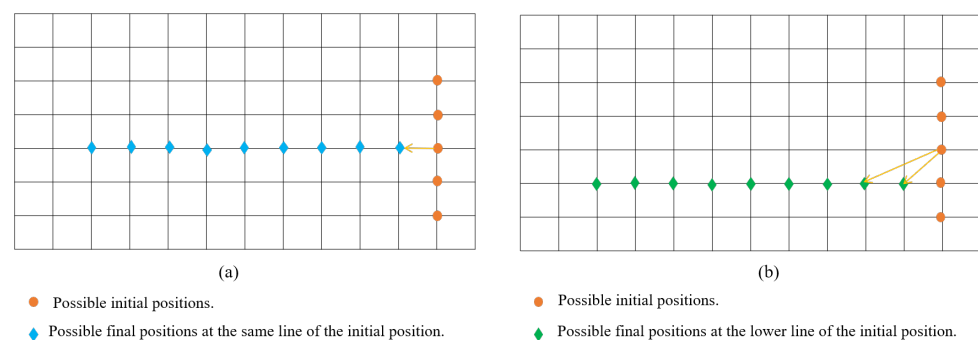 (a)
(b)
Possible initial positions.
Possible final positions at the same line of the initial position.
Possible initial positions.
Possible final positions at the lower line of the initial position.